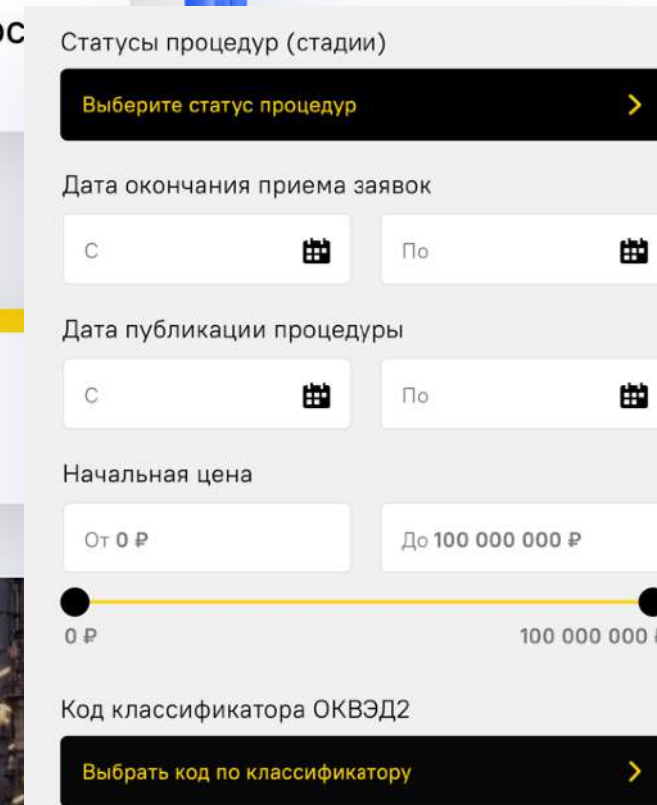 Статусы процедур (стадии)
Выберите статус процедур
Дата окончания приема заявок
С По
Дата публикации процедуры
С По
Начальная цена
От 0 ₽ До 100 000 000 ₽
0 ₽ 100 000 000 ₽
Код классификатора ОКВЭД2
Выбрать код по классификатору